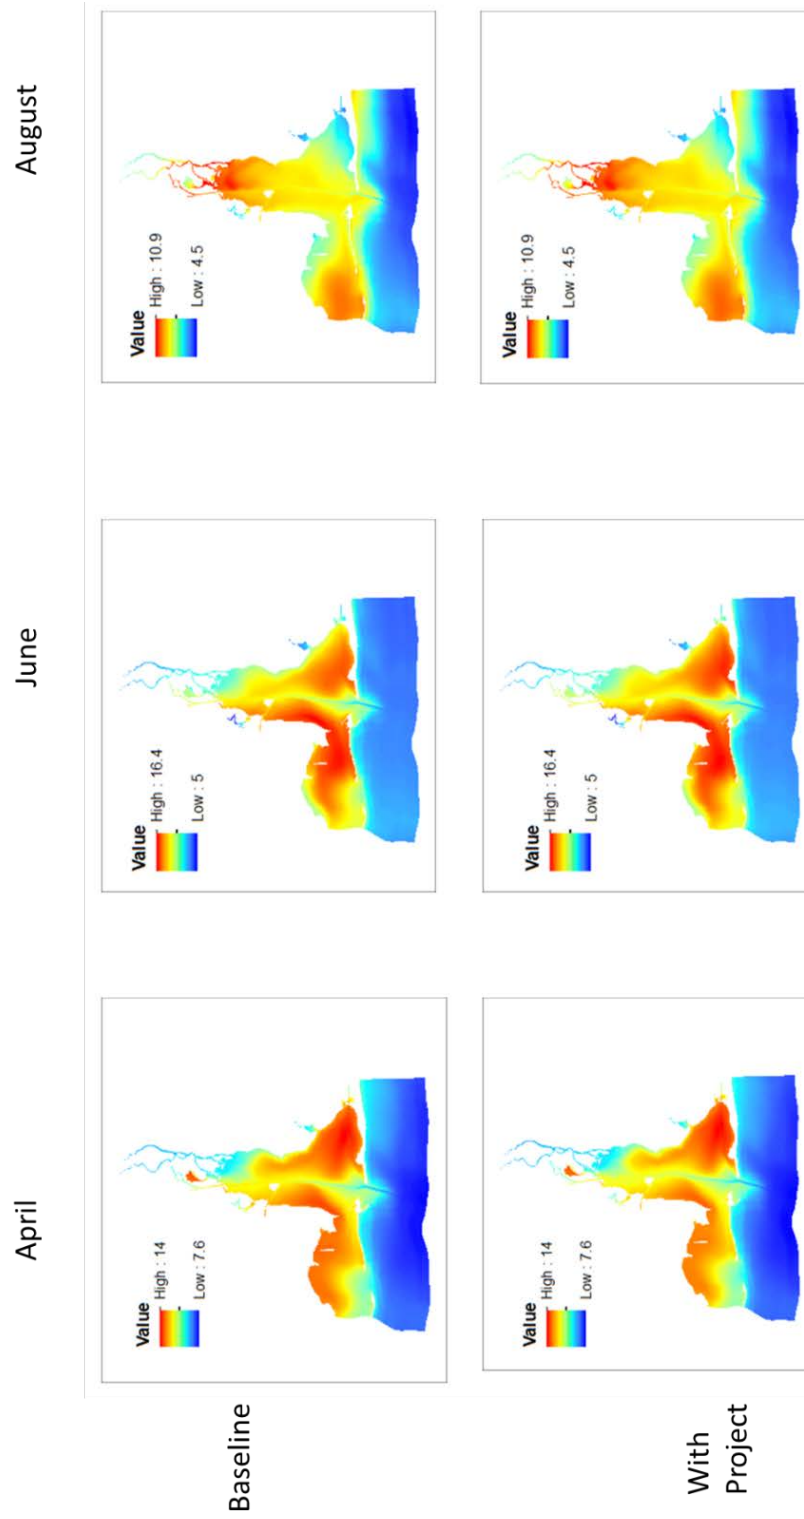 April
June
August
Baseline
Value
High : 14
Low : 7.6
Value
High : 16.4
Low : 5
Value
High : 10.9
Low : 4.5
With
Project
Value
High : 14
Low : 7.6
Value
High : 16.4
Low : 5
Value
High : 10.9
Low : 4.5